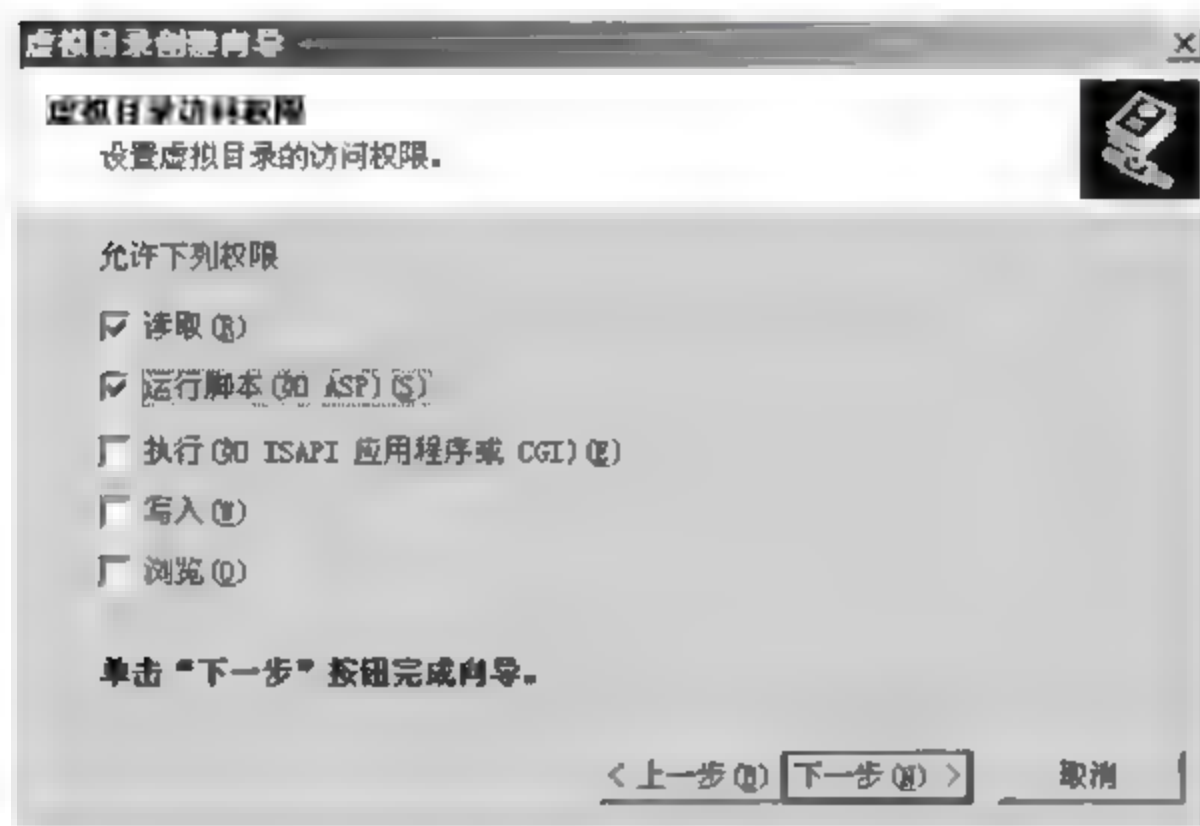 虚拟目录创建向导
虚拟目录访问权限
设置虚拟目录的访问权限。
允许下列权限
读取(R)
运行脚本(如 ASP)(S)
执行(如 ISAPI 应用程序或 CGI)(E)
写入(W)
浏览(O)
单击“下一步”按钮完成向导。
< 上一步(B) 下一步(N) > 取消